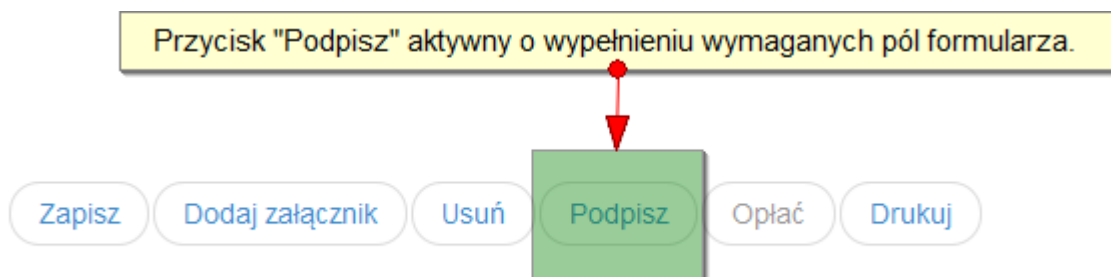 Przycisk "Podpisz" aktywny o wypełnieniu wymaganych pól formularza.
Zapisz Dodaj załącznik Usuń Podpisz Opłać Drukuj